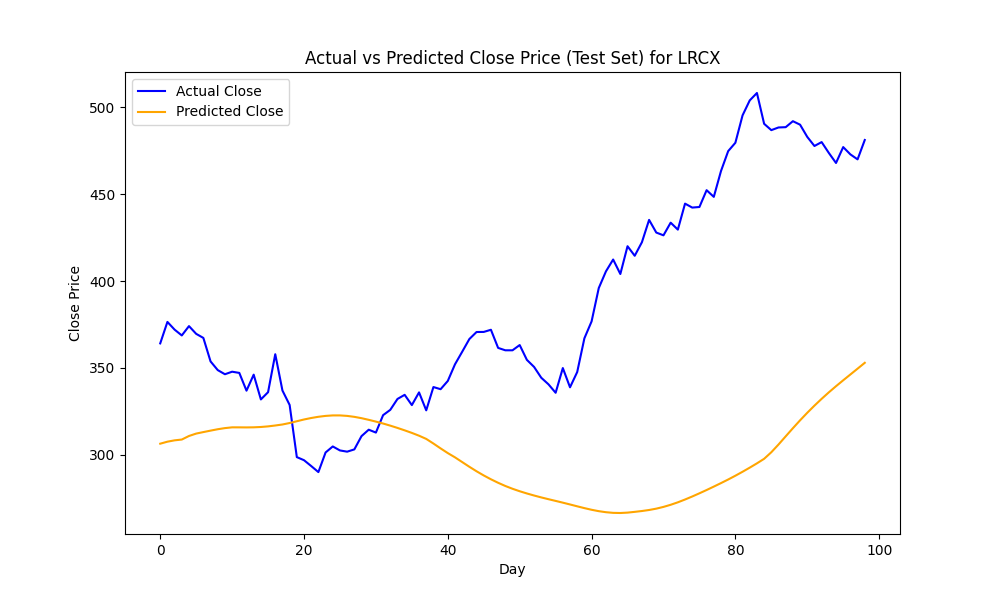 Actual vs Predicted Close Price (Test Set) for LRCX
Actual Close
Predicted Close
Close Price
500
450
400
350
300
0 20 40 60 80 100
Day